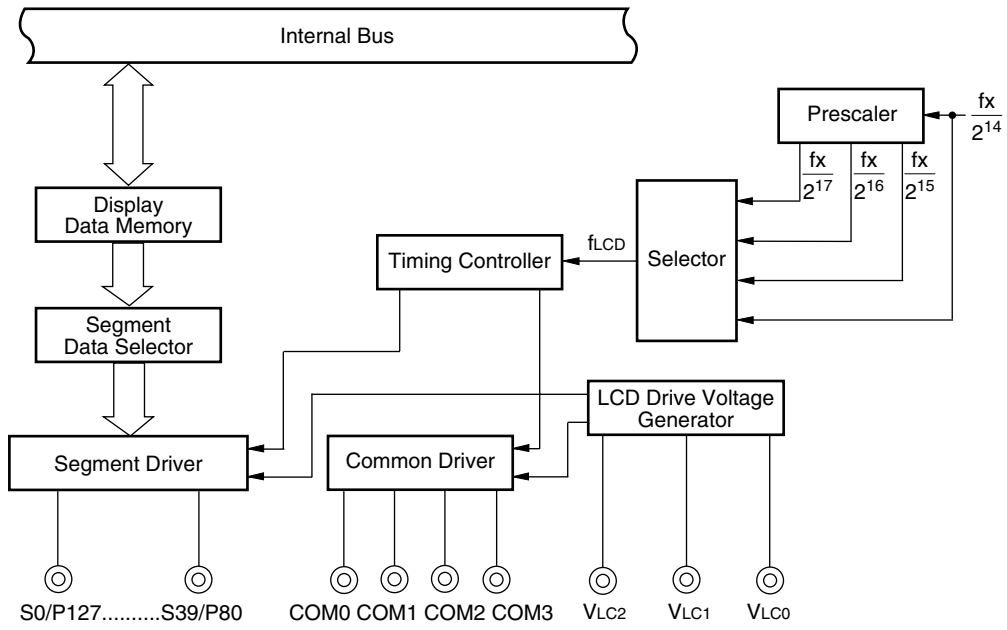 Internal Bus
Prescaler
fx
2^14
fx
2^17
fx
2^16
fx
2^15
Display
Data Memory
fLCD
Timing Controller
Selector
Segment
Data Selector
LCD Drive Voltage
Generator
Segment Driver
Common Driver
S0/P127..........S39/P80
COM0 COM1 COM2 COM3
VLC2
VLC1
VLC0